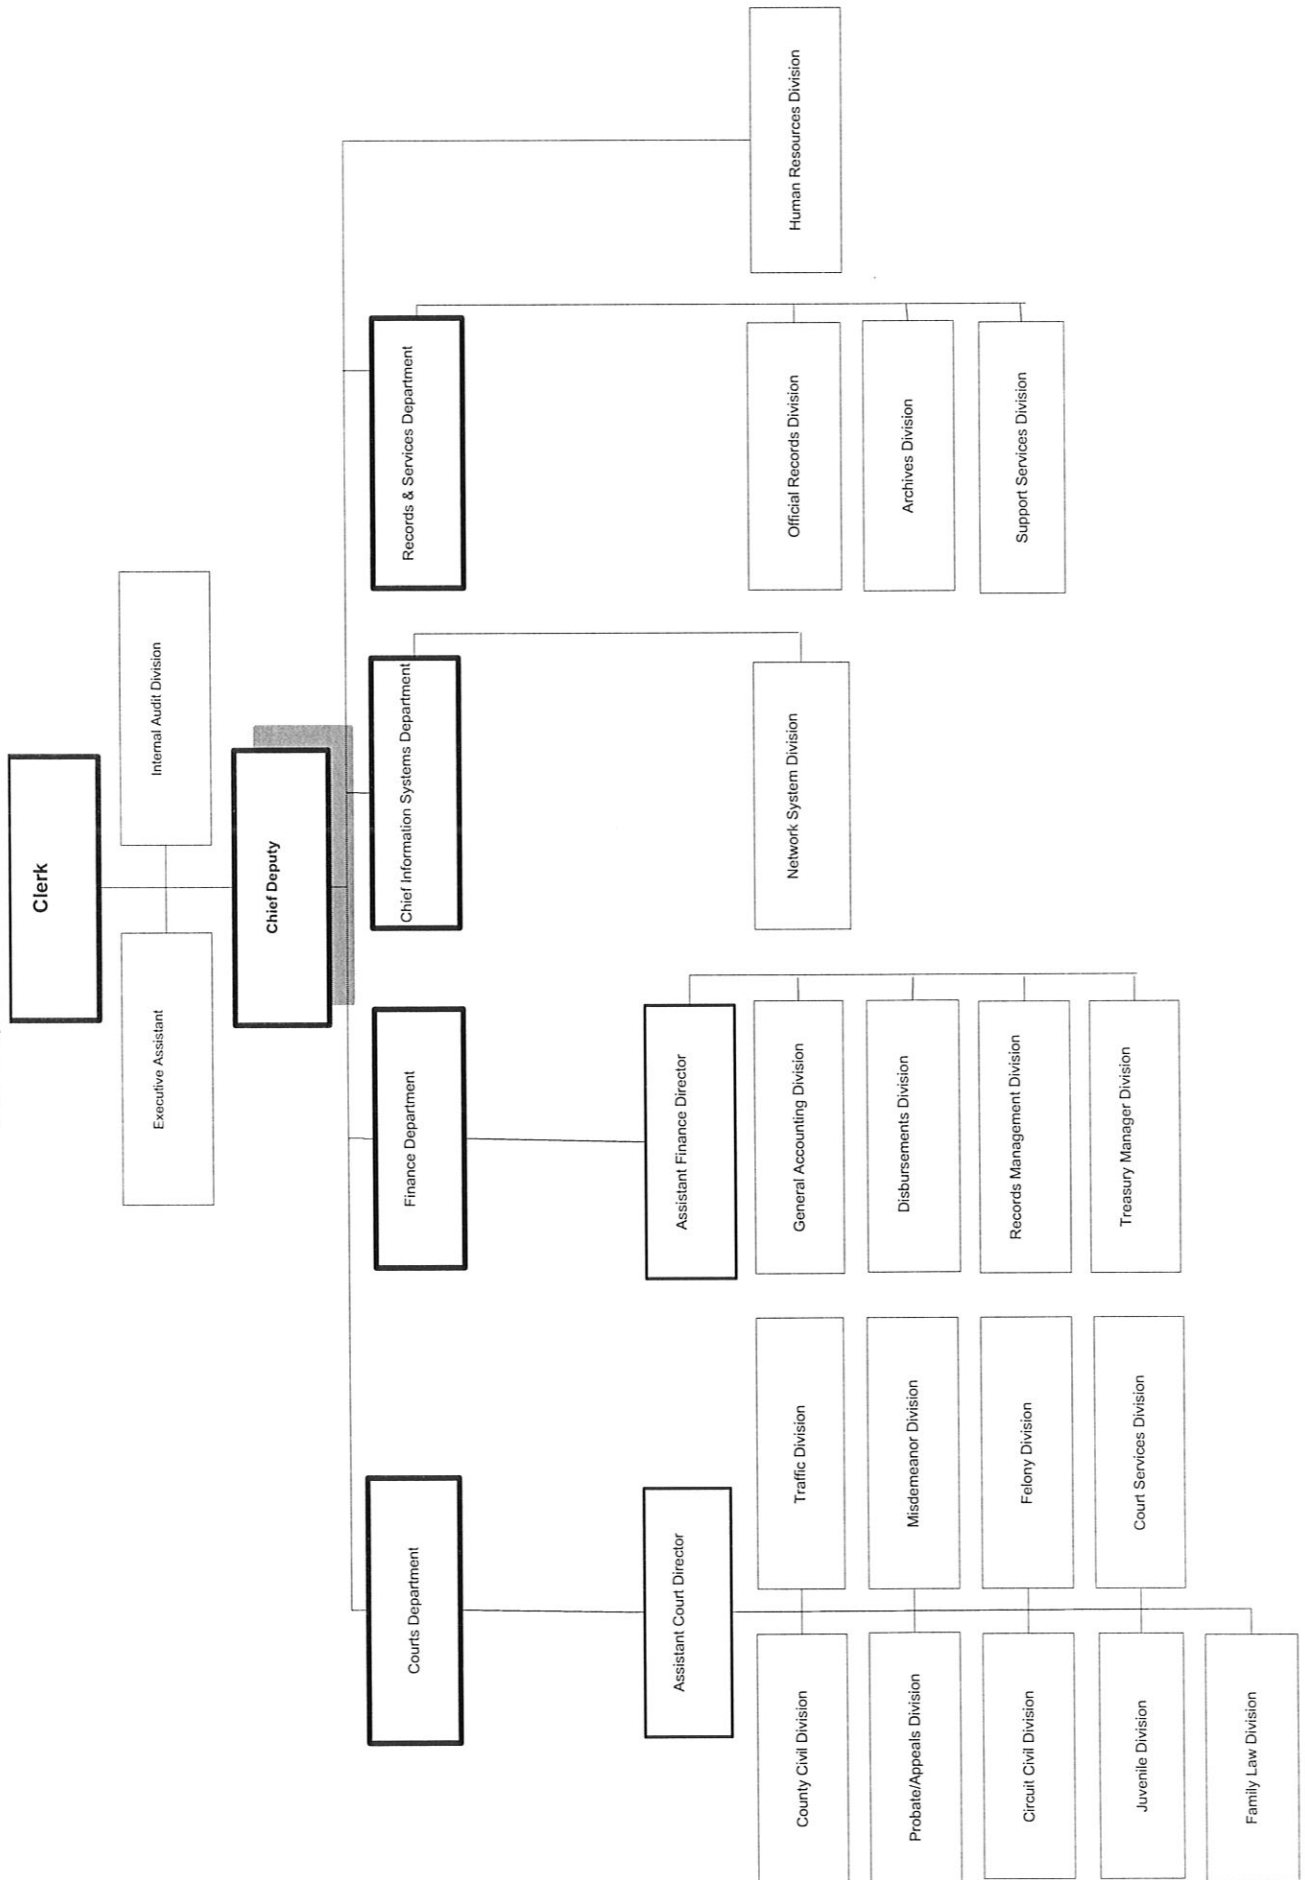 Clerk
Executive Assistant
Internal Audit Division
Chief Deputy
Courts Department
Finance Department
Chief Information Systems Department
Records & Services Department
Human Resources Division
Assistant Court Director
Assistant Finance Director
County Civil Division
Traffic Division
General Accounting Division
Network System Division
Official Records Division
Probate/Appeals Division
Misdemeanor Division
Disbursements Division
Archives Division
Circuit Civil Division
Felony Division
Records Management Division
Support Services Division
Juvenile Division
Court Services Division
Treasury Manager Division
Family Law Division